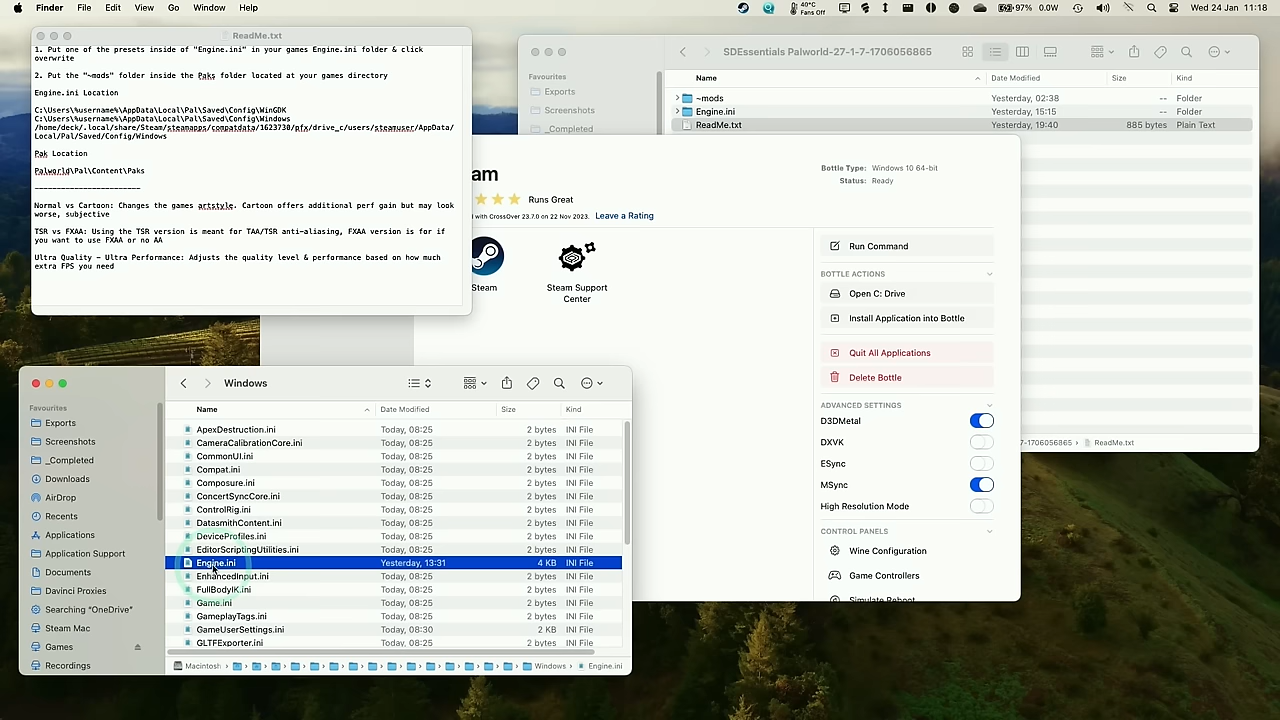 Finder File Edit View Go Window Help
40°C Fans Off 97% 0.0W Wed 24 Jan 11:18
ReadMe.txt
1. Put one of the presets inside of "Engine.ini" in your games Engine.ini folder & click
overwrite
2. Put the "~mods" folder inside the Paks folder located at your games directory
Engine.ini Location
C:\Users\%username%\AppData\Local\Pal\Saved\Config\WinGDK
C:\Users\%username%\AppData\Local\Pal\Saved\Config\Windows
/home/deck/.local/share/Steam/steamapps/compatdata/1623730/pfx/drive_c/users/steamuser/AppData/
Local/Pal/Saved/Config/Windows
Pak Location
Palworld\Pal\Content\Paks
------------------------
Normal vs Cartoon: Changes the games artstyle. Cartoon offers additional perf gain but may look
worse, subjective
TSR vs FXAA: Using the TSR version is meant for TAA/TSR anti-aliasing, FXAA version is for if
you want to use FXAA or no AA
Ultra Quality - Ultra Performance: Adjusts the quality level & performance based on how much
extra FPS you need
SDEssentials Palworld-27-1-7-1706056865
Favourites
Exports
Screenshots
_Completed
Name Date Modified Size Kind
~mods Yesterday, 02:38 -- Folder
Engine.ini Yesterday, 15:15 -- Folder
ReadMe.txt Yesterday, 19:40 885 bytes Plain Text
7-1706056865 › ReadMe.txt
am
Runs Great
with CrossOver 23.7.0 on 22 Nov 2023. Leave a Rating
Steam
Steam Support
Center
Bottle Type: Windows 10 64-bit
Status: Ready
Run Command
BOTTLE ACTIONS
Open C: Drive
Install Application into Bottle
Quit All Applications
Delete Bottle
ADVANCED SETTINGS
D3DMetal
DXVK
ESync
MSync
High Resolution Mode
CONTROL PANELS
Wine Configuration
Game Controllers
Simulate Reboot
Windows
Favourites
Exports
Screenshots
_Completed
Downloads
AirDrop
Recents
Applications
Application Support
Documents
Davinci Proxies
Searching "OneDrive"
Steam Mac
Games
Recordings
Name Date Modified Size Kind
ApexDestruction.ini Today, 08:25 2 bytes INI File
CameraCalibrationCore.ini Today, 08:25 2 bytes INI File
CommonUI.ini Today, 08:25 2 bytes INI File
Compat.ini Today, 08:25 2 bytes INI File
Composure.ini Today, 08:25 2 bytes INI File
ConcertSyncCore.ini Today, 08:25 2 bytes INI File
ControlRig.ini Today, 08:25 2 bytes INI File
DatasmithContent.ini Today, 08:25 2 bytes INI File
DeviceProfiles.ini Today, 08:25 2 bytes INI File
EditorScriptingUtilities.ini Today, 08:25 2 bytes INI File
Engine.ini Yesterday, 13:31 4 KB INI File
EnhancedInput.ini Today, 08:25 2 bytes INI File
FullBodyIK.ini Today, 08:25 2 bytes INI File
Game.ini Today, 08:25 2 bytes INI File
GameplayTags.ini Today, 08:25 2 bytes INI File
GameUserSettings.ini Today, 08:30 2 KB INI File
GLTFExporter.ini Today, 08:25 2 bytes INI File
Macintosh › Windows › Engine.ini